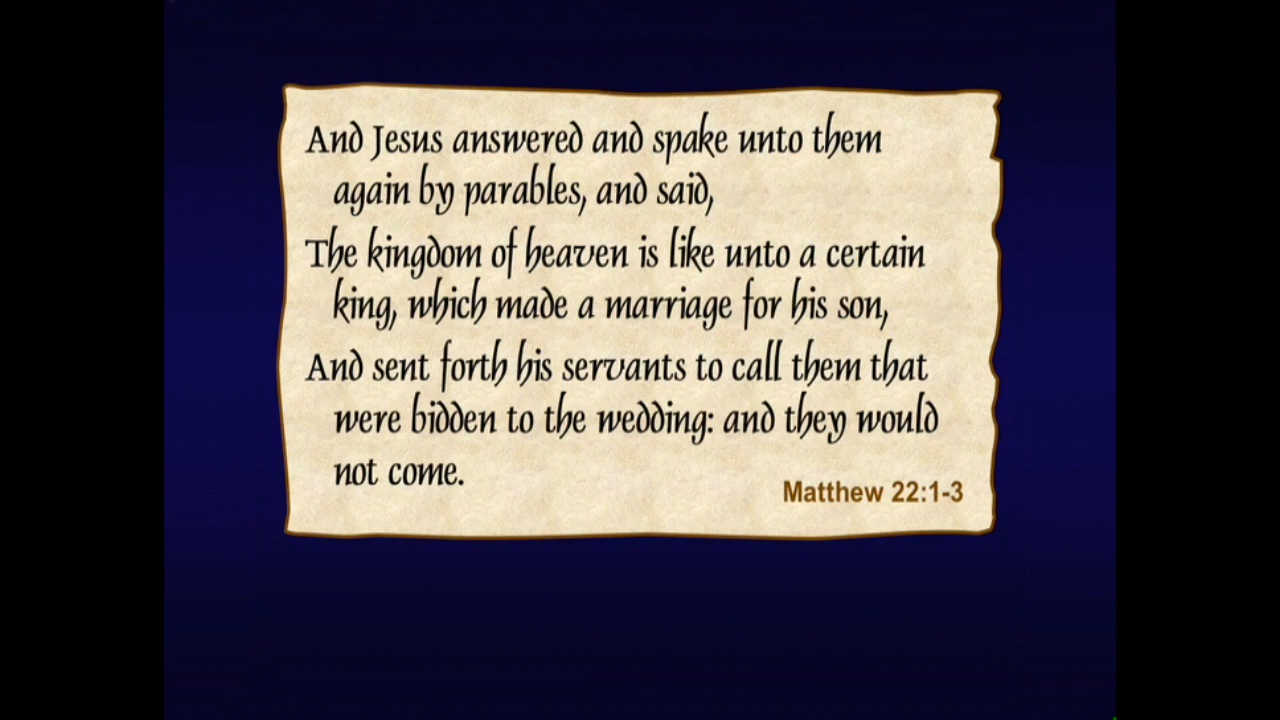 And Jesus answered and spake unto them
again by parables, and said,
The kingdom of heaven is like unto a certain
king, which made a marriage for his son,
And sent forth his servants to call them that
were bidden to the wedding: and they would
not come.
Matthew 22:1-3